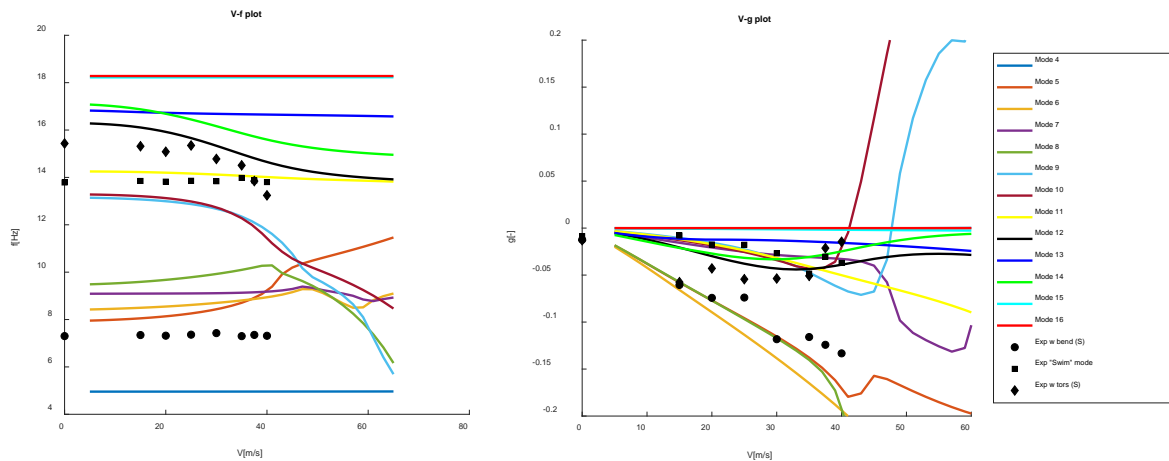 V-f plot
20
18
16
14
12
10
8
6
4
f[Hz]
0
20
40
60
80
V[m/s]
V-g plot
0.2
0.15
0.1
0.05
0
-0.05
-0.1
-0.15
-0.2
g[-]
0
10
20
30
40
50
60
V[m/s]
Mode 4
Mode 5
Mode 6
Mode 7
Mode 8
Mode 9
Mode 10
Mode 11
Mode 12
Mode 13
Mode 14
Mode 15
Mode 16
Exp w bend (S)
Exp "Swim" mode
Exp w tors (S)